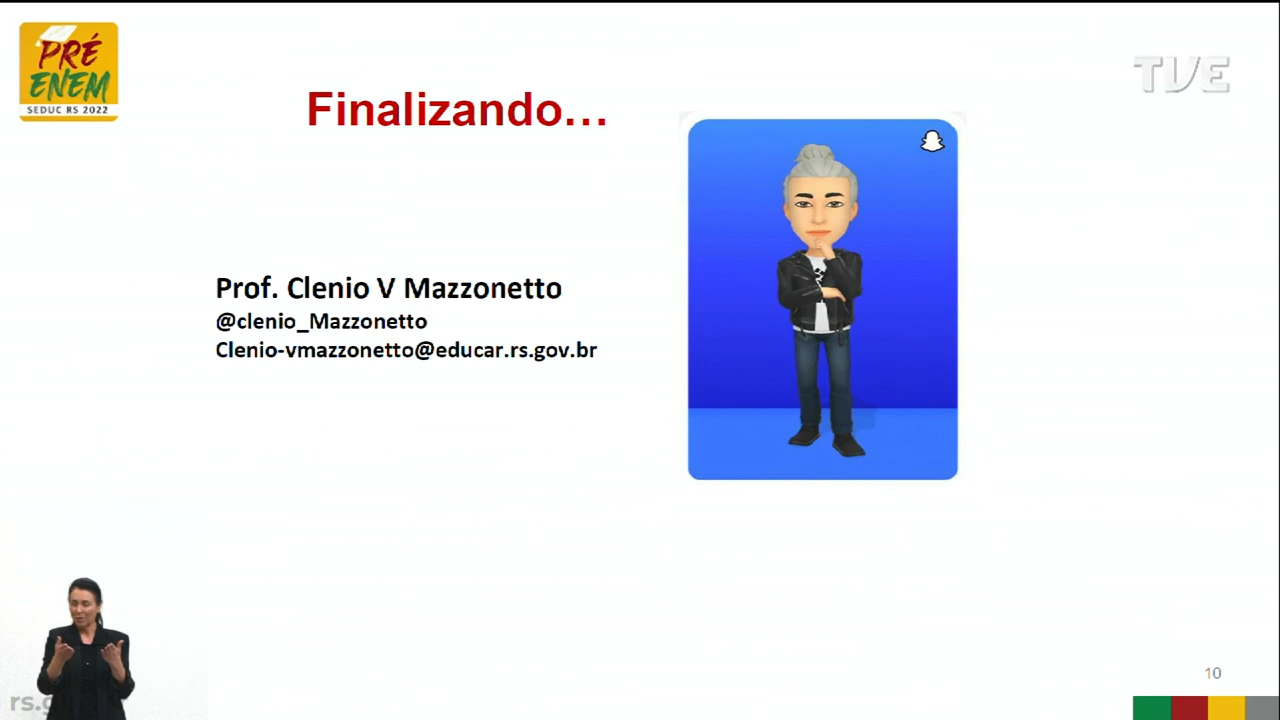 PRÉ
ENEM
SEDUC RS 2022
TVE
Finalizando...
Prof. Clenio V Mazzonetto
@clenio_Mazzonetto
Clenio-vmazzonetto@educar.rs.gov.br
10